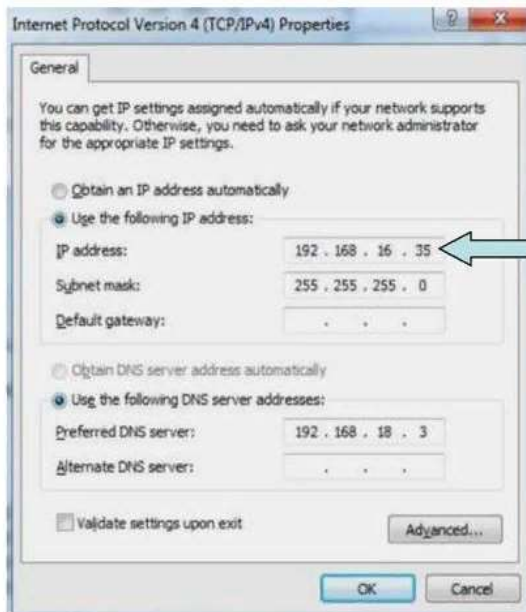 Internet Protocol Version 4 (TCP/IPv4) Properties
General
You can get IP settings assigned automatically if your network supports
this capability. Otherwise, you need to ask your network administrator
for the appropriate IP settings.
Obtain an IP address automatically
Use the following IP address:
IP address: 192 . 168 . 16 . 35
Subnet mask: 255 . 255 . 255 . 0
Default gateway: . . .
Obtain DNS server address automatically
Use the following DNS server addresses:
Preferred DNS server: 192 . 168 . 18 . 3
Alternate DNS server: . . .
Validate settings upon exit
Advanced...
OK Cancel